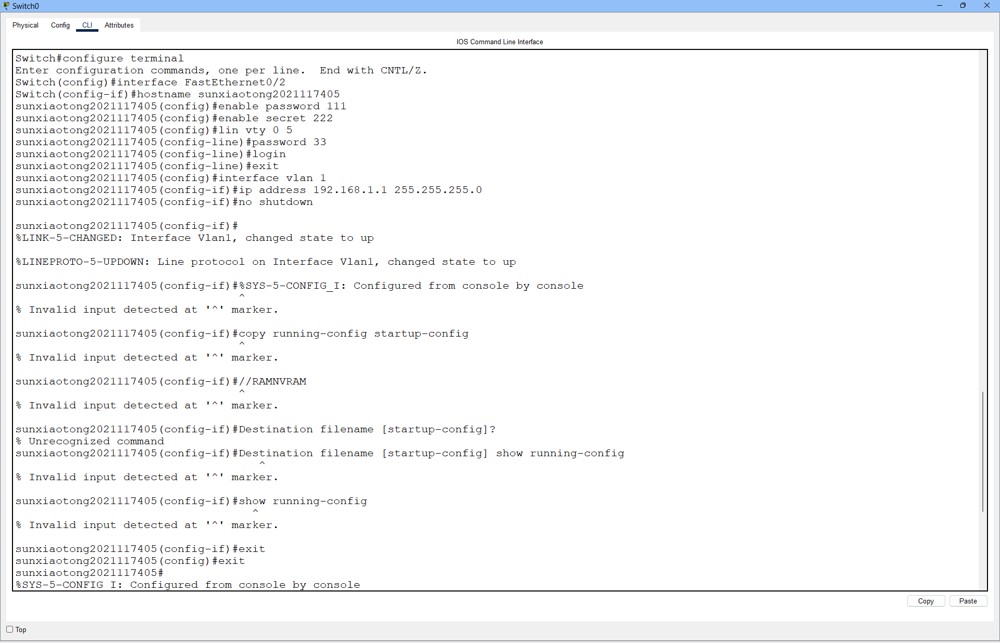 Switch0
Physical Config CLI Attributes
IOS Command Line Interface
Switch#configure terminal
Enter configuration commands, one per line.  End with CNTL/Z.
Switch(config)#interface FastEthernet0/2
Switch(config-if)#hostname sunxiaotong2021117405
sunxiaotong2021117405(config)#enable password 111
sunxiaotong2021117405(config)#enable secret 222
sunxiaotong2021117405(config)#lin vty 0 5
sunxiaotong2021117405(config-line)#password 33
sunxiaotong2021117405(config-line)#login
sunxiaotong2021117405(config-line)#exit
sunxiaotong2021117405(config)#interface vlan 1
sunxiaotong2021117405(config-if)#ip address 192.168.1.1 255.255.255.0
sunxiaotong2021117405(config-if)#no shutdown
sunxiaotong2021117405(config-if)#
%LINK-5-CHANGED: Interface Vlan1, changed state to up
%LINEPROTO-5-UPDOWN: Line protocol on Interface Vlan1, changed state to up
sunxiaotong2021117405(config-if)#%SYS-5-CONFIG_I: Configured from console by console
^
% Invalid input detected at '^' marker.
sunxiaotong2021117405(config-if)#copy running-config startup-config
^
% Invalid input detected at '^' marker.
sunxiaotong2021117405(config-if)#//RAMNVRAM
^
% Invalid input detected at '^' marker.
sunxiaotong2021117405(config-if)#Destination filename [startup-config]?
% Unrecognized command
sunxiaotong2021117405(config-if)#Destination filename [startup-config] show running-config
^
% Invalid input detected at '^' marker.
sunxiaotong2021117405(config-if)#show running-config
^
% Invalid input detected at '^' marker.
sunxiaotong2021117405(config-if)#exit
sunxiaotong2021117405(config)#exit
sunxiaotong2021117405#
%SYS-5-CONFIG_I: Configured from console by console
Copy Paste
Top